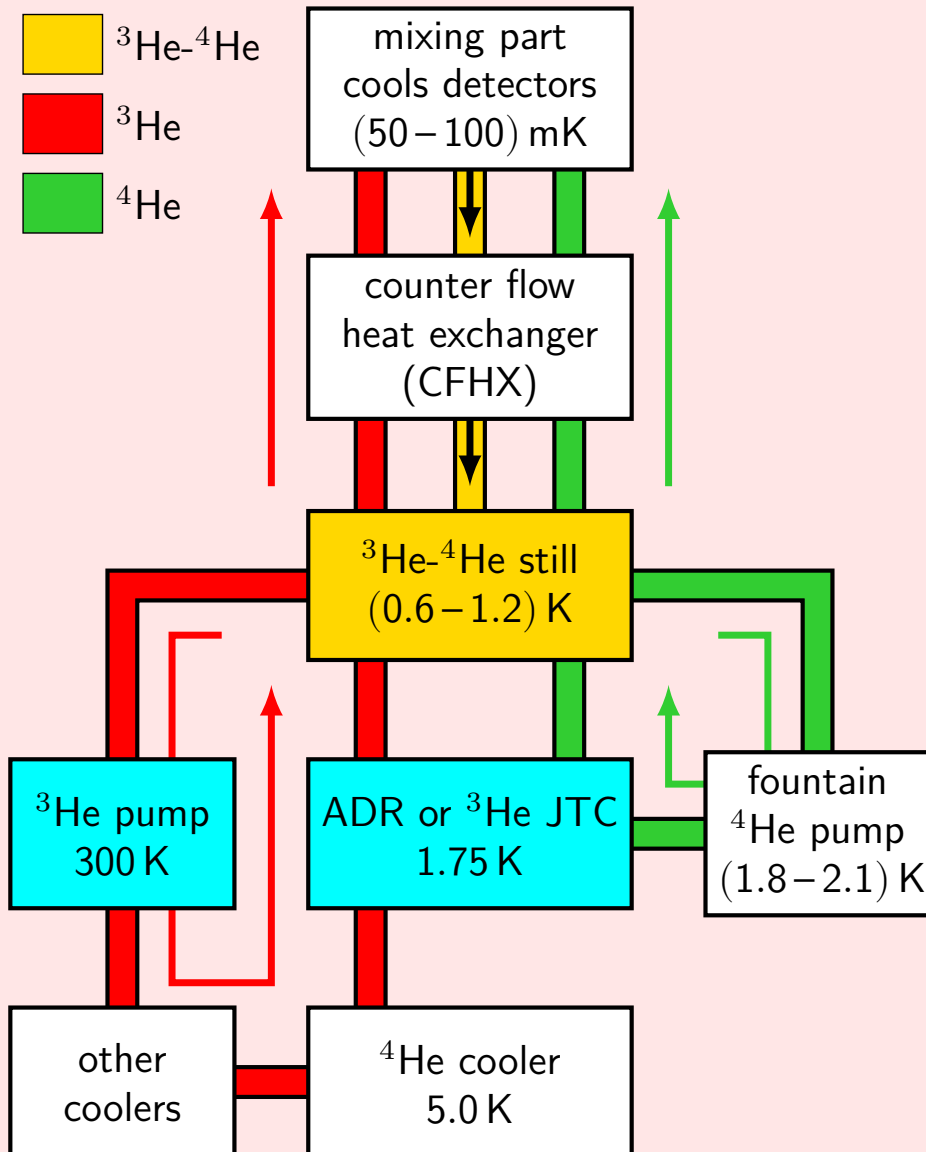 ³He-⁴He
³He
⁴He
mixing part
cools detectors
(50–100) mK
counter flow
heat exchanger
(CFHX)
³He-⁴He still
(0.6–1.2) K
³He pump
300 K
ADR or ³He JTC
1.75 K
fountain
⁴He pump
(1.8–2.1) K
other
coolers
⁴He cooler
5.0 K